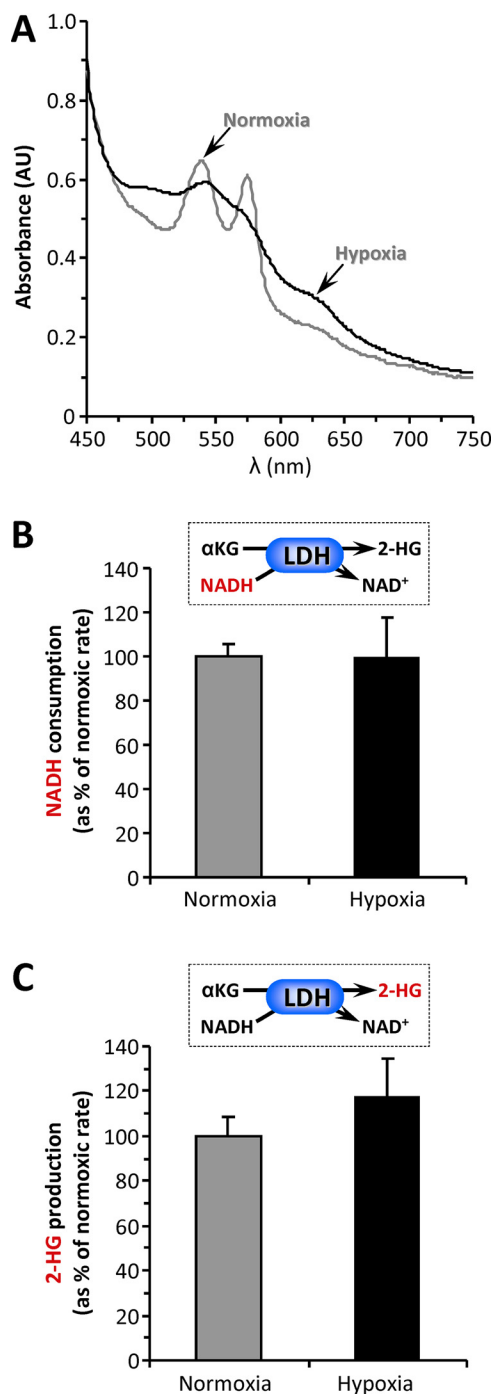 A
1.0
0.8
0.6
0.4
0.2
0
Absorbance (AU)
Normoxia
Hypoxia
450 500 550 600 650 700 750
λ (nm)
B
αKG LDH 2-HG
NADH NAD⁺
140
120
100
80
60
40
20
0
NADH consumption
(as % of normoxic rate)
Normoxia Hypoxia
C
αKG LDH 2-HG
NADH NAD⁺
140
120
100
80
60
40
20
0
2-HG production
(as % of normoxic rate)
Normoxia Hypoxia